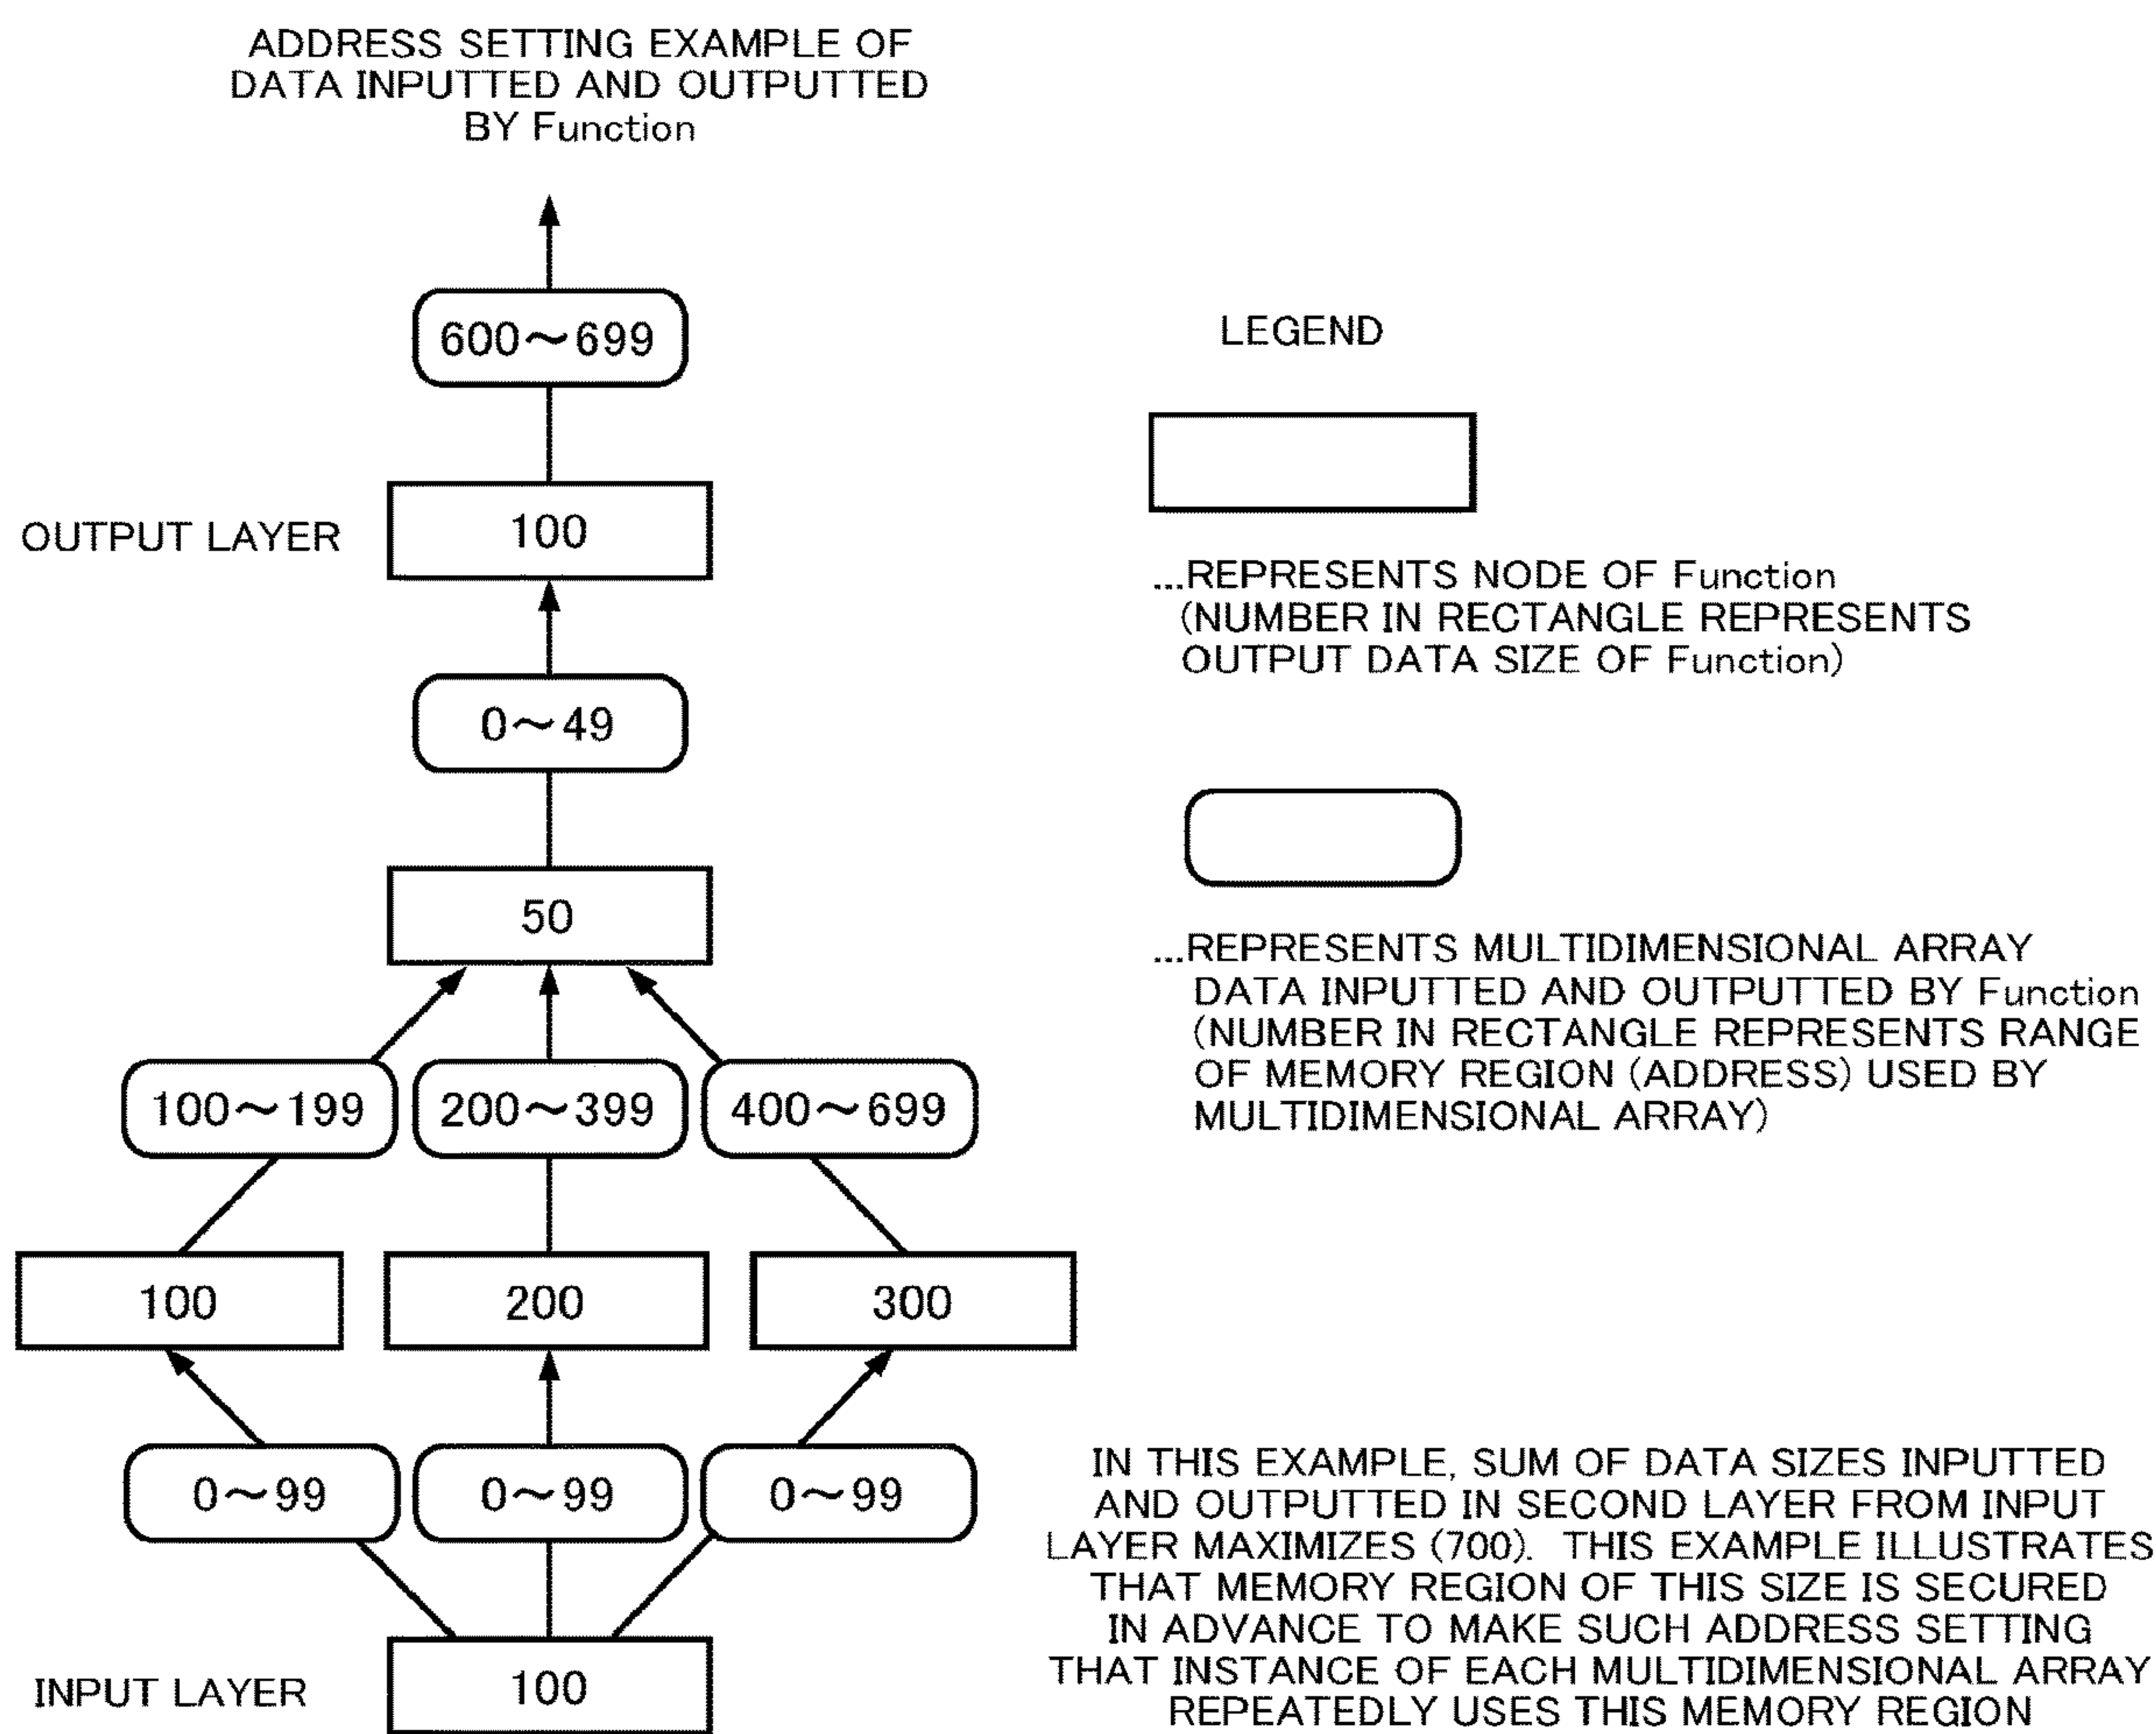 ADDRESS SETTING EXAMPLE OF
DATA INPUTTED AND OUTPUTTED
BY Function
600~699
OUTPUT LAYER
100
0~49
50
100~199
200~399
400~699
100
200
300
0~99
0~99
0~99
INPUT LAYER
100
LEGEND
...REPRESENTS NODE OF Function
(NUMBER IN RECTANGLE REPRESENTS
OUTPUT DATA SIZE OF Function)
...REPRESENTS MULTIDIMENSIONAL ARRAY
DATA INPUTTED AND OUTPUTTED BY Function
(NUMBER IN RECTANGLE REPRESENTS RANGE
OF MEMORY REGION (ADDRESS) USED BY
MULTIDIMENSIONAL ARRAY)
IN THIS EXAMPLE, SUM OF DATA SIZES INPUTTED
AND OUTPUTTED IN SECOND LAYER FROM INPUT
LAYER MAXIMIZES (700). THIS EXAMPLE ILLUSTRATES
THAT MEMORY REGION OF THIS SIZE IS SECURED
IN ADVANCE TO MAKE SUCH ADDRESS SETTING
THAT INSTANCE OF EACH MULTIDIMENSIONAL ARRAY
REPEATEDLY USES THIS MEMORY REGION